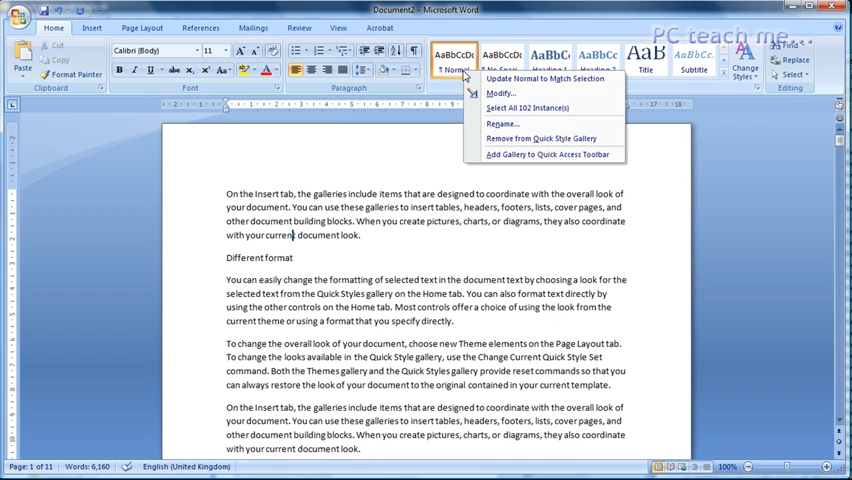 Document2 - Microsoft Word
PC teach me...
Home
Insert
Page Layout
References
Mailings
Review
View
Acrobat
Paste
Cut
Copy
Format Painter
Clipboard
Calibri (Body)
11
Font
Paragraph
AaBbCcDc
¶ Normal
AaBbCcDc
¶ No Spaci...
AaBbCc
Heading 1
AaBbCc
Heading 2
AaB
Title
AaBbCc.
Subtitle
Change
Styles
Find
Replace
Select
Editing
Update Normal to Match Selection
Modify...
Select All 102 Instance(s)
Rename...
Remove from Quick Style Gallery
Add Gallery to Quick Access Toolbar
On the Insert tab, the galleries include items that are designed to coordinate with the overall look of
your document. You can use these galleries to insert tables, headers, footers, lists, cover pages, and
other document building blocks. When you create pictures, charts, or diagrams, they also coordinate
with your current document look.
Different format
You can easily change the formatting of selected text in the document text by choosing a look for the
selected text from the Quick Styles gallery on the Home tab. You can also format text directly by
using the other controls on the Home tab. Most controls offer a choice of using the look from the
current theme or using a format that you specify directly.
To change the overall look of your document, choose new Theme elements on the Page Layout tab.
To change the looks available in the Quick Style gallery, use the Change Current Quick Style Set
command. Both the Themes gallery and the Quick Styles gallery provide reset commands so that you
can always restore the look of your document to the original contained in your current template.
On the Insert tab, the galleries include items that are designed to coordinate with the overall look of
your document. You can use these galleries to insert tables, headers, footers, lists, cover pages, and
other document building blocks. When you create pictures, charts, or diagrams, they also coordinate
with your current document look.
Page: 1 of 11
Words: 6,160
English (United Kingdom)
100%